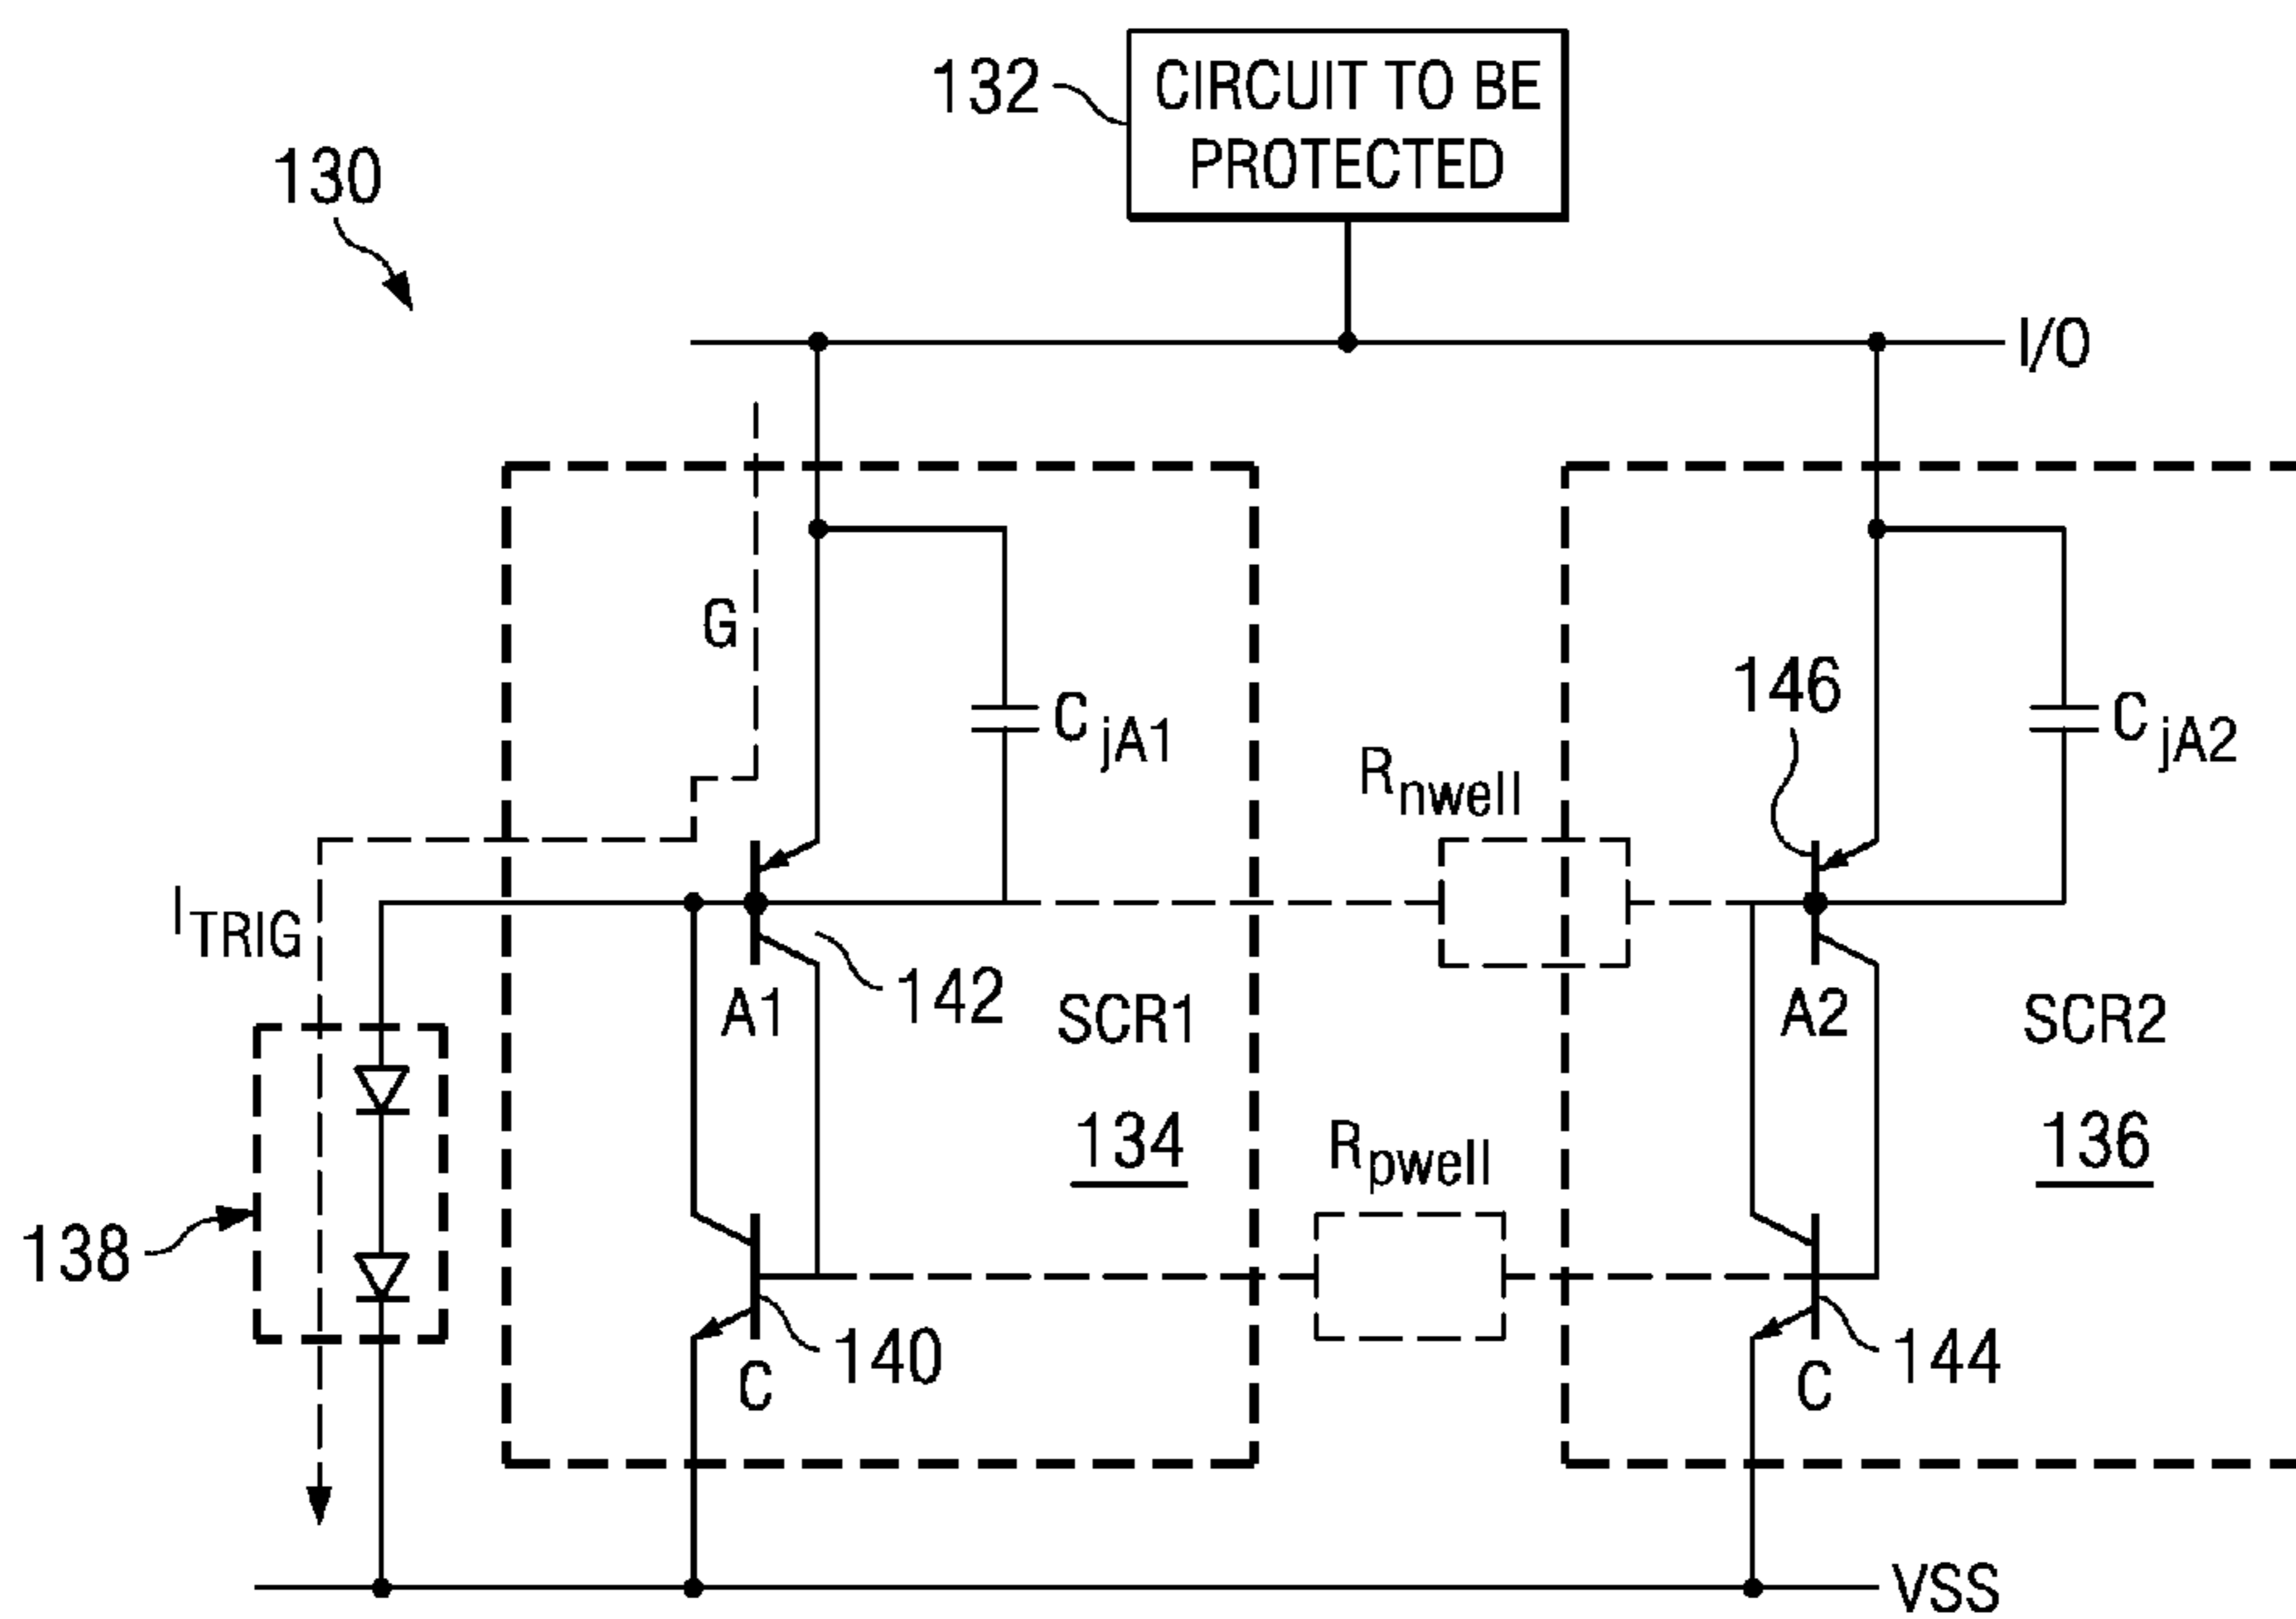 132
CIRCUIT TO BE
PROTECTED
130
I/O
G
146
CjA1
CjA2
Rnwell
ITRIG
142
A1
SCR1
A2
SCR2
134
136
Rpwell
138
140
144
C
C
VSS